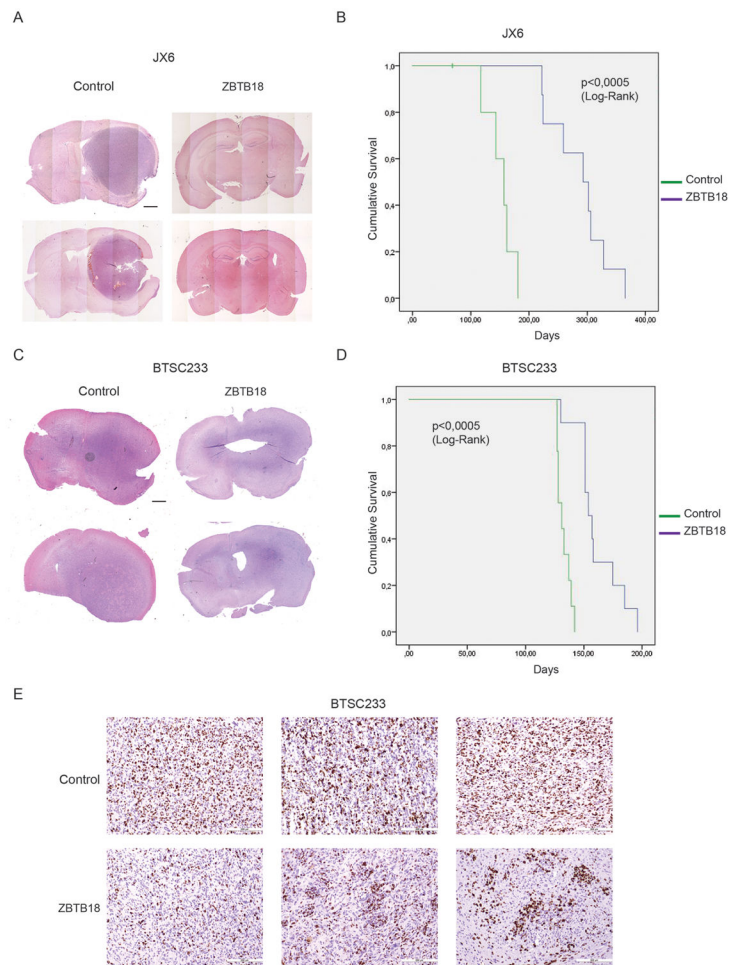 A
JX6
Control
ZBTB18
B
JX6
1,0
0,8
0,6
0,4
0,2
0,0
Cumulative Survival
p<0,0005
(Log-Rank)
,00
100,00
200,00
300,00
400,00
Days
Control
ZBTB18
C
BTSC233
Control
ZBTB18
D
BTSC233
1,0
0,8
0,6
0,4
0,2
0,0
Cumulative Survival
p<0,0005
(Log-Rank)
,00
50,00
100,00
150,00
200,00
Days
Control
ZBTB18
E
BTSC233
Control
ZBTB18